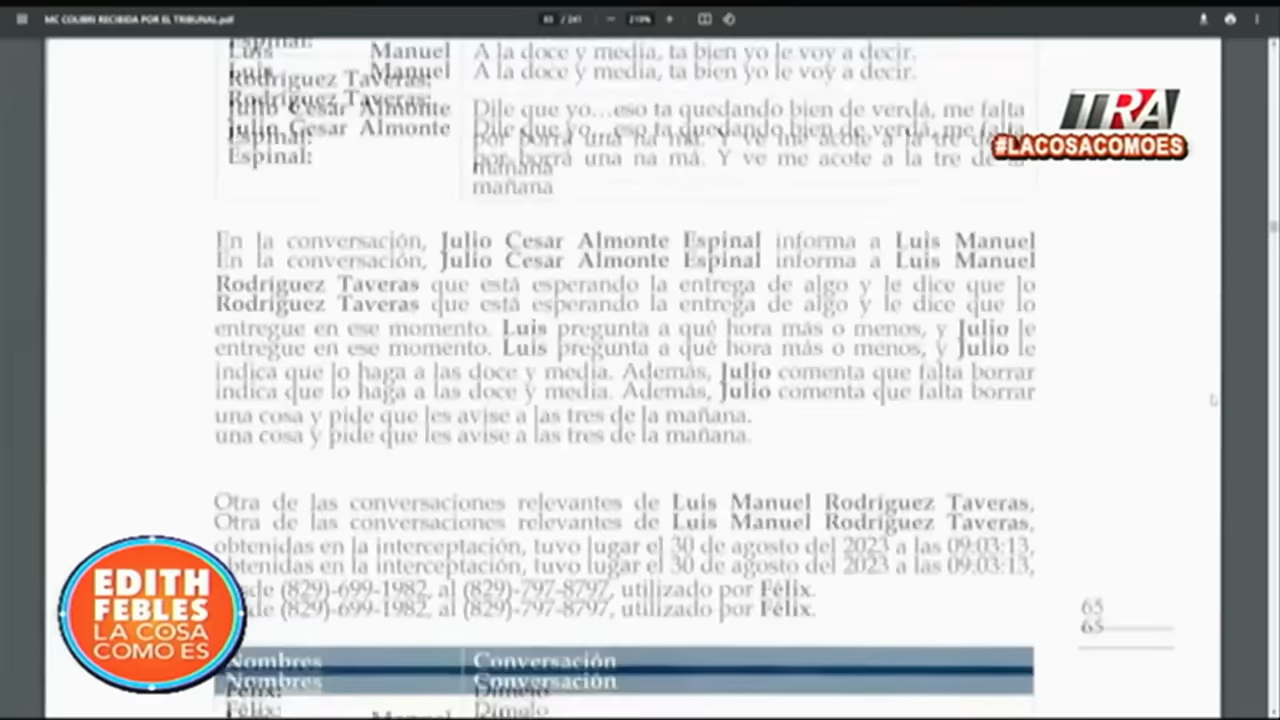 MC COLIBRI RECIBIDA POR EL TRIBUNAL.pdf
65 / 241
219%
Espinal:
Luis Manuel Rodríguez Taveras:
A la doce y media, ta bien yo le voy a decir.
Julio Cesar Almonte Espinal:
Dile que yo...eso ta quedando bien de verdá, me falta
por borrá una na má. Y ve me acote a la tre de la
mañana
TRA
#LACOSACOMOES
En la conversación, Julio Cesar Almonte Espinal informa a Luis Manuel
Rodríguez Taveras que está esperando la entrega de algo y le dice que lo
entregue en ese momento. Luis pregunta a qué hora más o menos, y Julio le
indica que lo haga a las doce y media. Además, Julio comenta que falta borrar
una cosa y pide que les avise a las tres de la mañana.
Otra de las conversaciones relevantes de Luis Manuel Rodríguez Taveras,
obtenidas en la interceptación, tuvo lugar el 30 de agosto del 2023 a las 09:03:13,
(829)-699-1982, al (829)-797-8797, utilizado por Félix.
65
EDITH
FEBLES
LA COSA
COMO ES
Nombres Conversación
Félix: Dímelo
Manuel